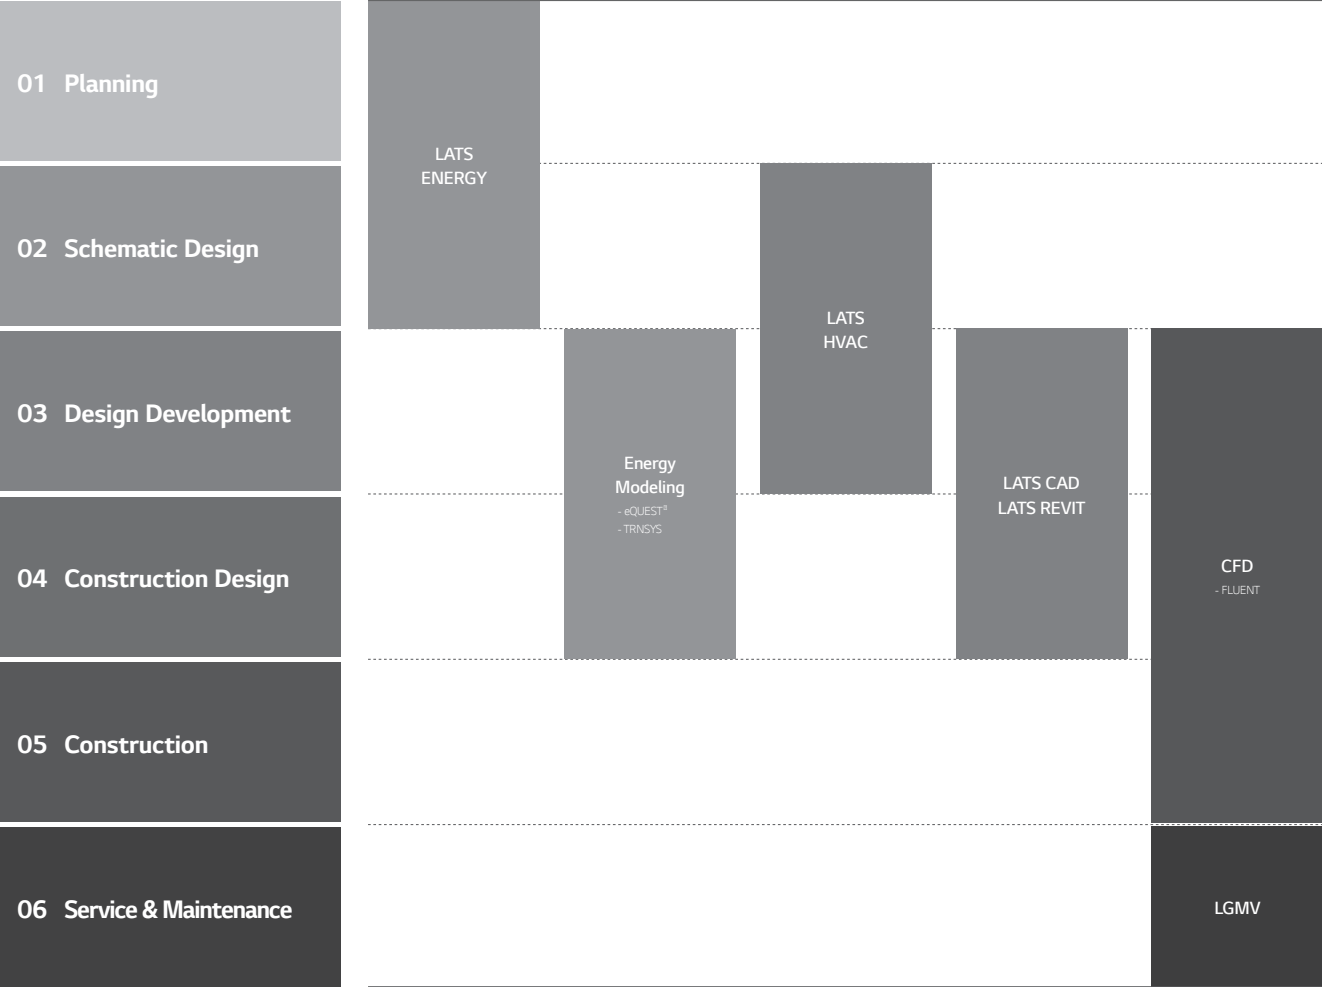 01 Planning
LATS
ENERGY
02 Schematic Design
LATS
HVAC
03 Design Development
Energy
Modeling
- eQUESTª
- TRNSYS
LATS CAD
LATS REVIT
04 Construction Design
CFD
- FLUENT
05 Construction
06 Service & Maintenance
LGMV